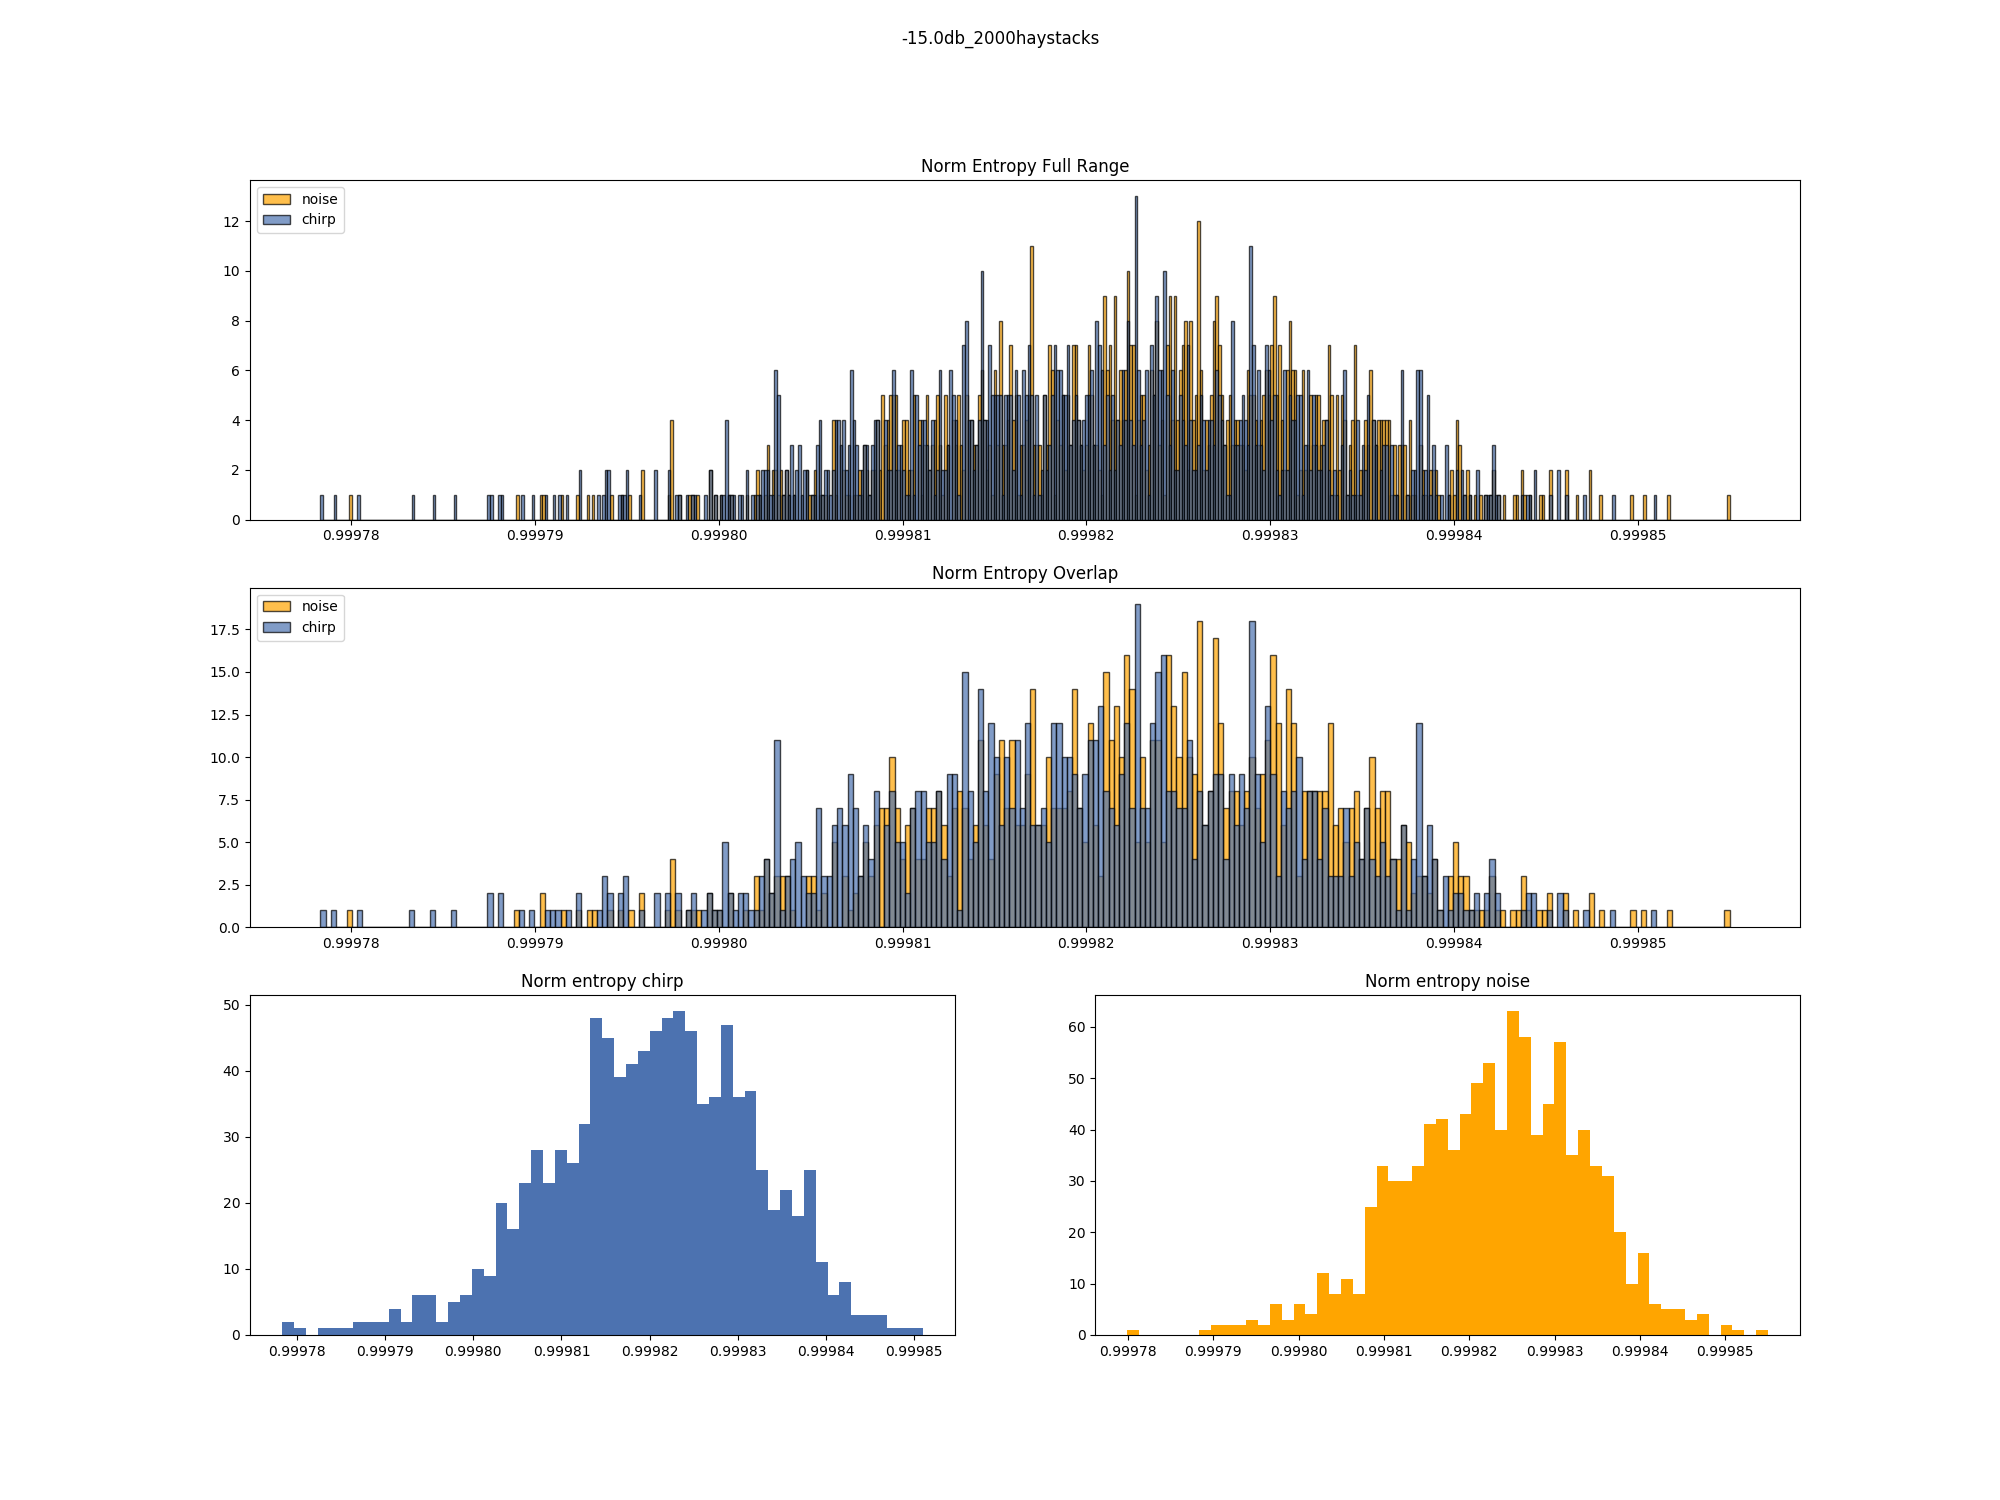 -15.0db_2000haystacks
Norm Entropy Full Range
noise
chirp
12
10
8
6
4
2
0
0.99978 0.99979 0.99980 0.99981 0.99982 0.99983 0.99984 0.99985
Norm Entropy Overlap
noise
chirp
17.5
15.0
12.5
10.0
7.5
5.0
2.5
0.0
0.99978 0.99979 0.99980 0.99981 0.99982 0.99983 0.99984 0.99985
Norm entropy chirp
50
40
30
20
10
0
0.99978 0.99979 0.99980 0.99981 0.99982 0.99983 0.99984 0.99985
Norm entropy noise
60
50
40
30
20
10
0
0.99978 0.99979 0.99980 0.99981 0.99982 0.99983 0.99984 0.99985